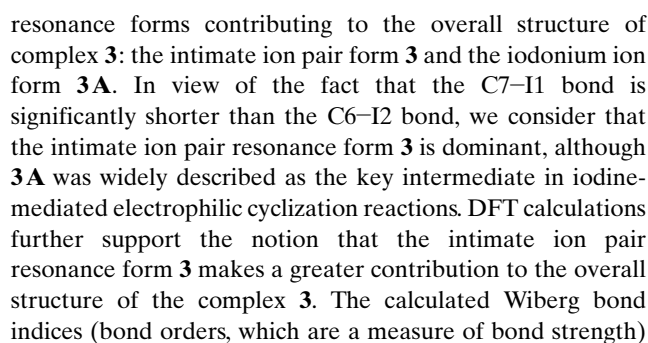 resonance forms contributing to the overall structure of
complex 3: the intimate ion pair form 3 and the iodonium ion
form 3A. In view of the fact that the C7–I1 bond is
significantly shorter than the C6–I2 bond, we consider that
the intimate ion pair resonance form 3 is dominant, although
3A was widely described as the key intermediate in iodine-
mediated electrophilic cyclization reactions. DFT calculations
further support the notion that the intimate ion pair
resonance form 3 makes a greater contribution to the overall
structure of the complex 3. The calculated Wiberg bond
indices (bond orders, which are a measure of bond strength)